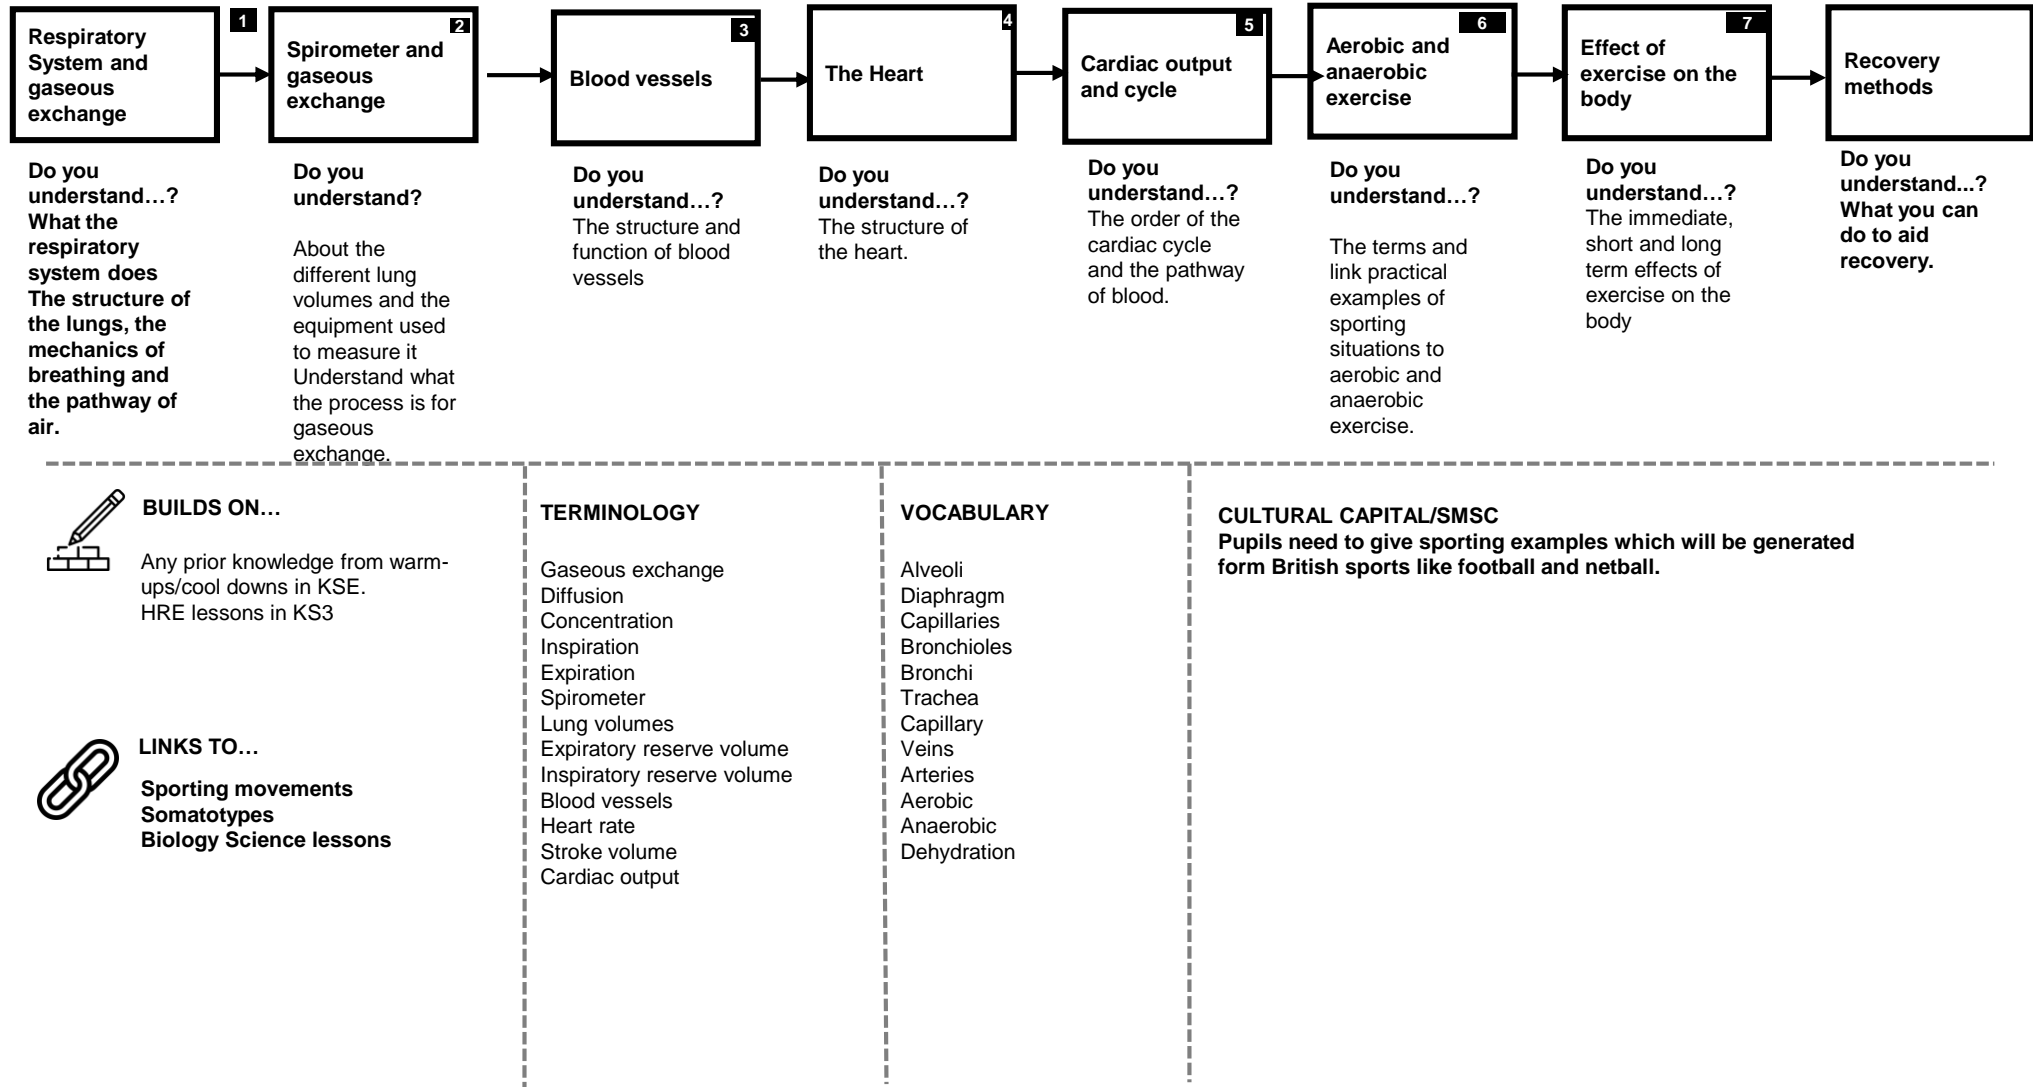 Respiratory
System and
gaseous
exchange
1
Spirometer and
gaseous
exchange
2
Blood vessels
3
The Heart
4
Cardiac output
and cycle
5
Aerobic and
anaerobic
exercise
6
Effect of
exercise on the
body
7
Recovery
methods
Do you
understand…?
What the
respiratory
system does
The structure of
the lungs, the
mechanics of
breathing and
the pathway of
air.
Do you
understand?
About the
different lung
volumes and the
equipment used
to measure it
Understand what
the process is for
gaseous
exchange.
Do you
understand…?
The structure and
function of blood
vessels
Do you
understand…?
The structure of
the heart.
Do you
understand…?
The order of the
cardiac cycle
and the pathway
of blood.
Do you
understand…?
The terms and
link practical
examples of
sporting
situations to
aerobic and
anaerobic
exercise.
Do you
understand…?
The immediate,
short and long
term effects of
exercise on the
body
Do you
understand...?
What you can
do to aid
recovery.
BUILDS ON…
Any prior knowledge from warm-
ups/cool downs in KSE.
HRE lessons in KS3
LINKS TO…
Sporting movements
Somatotypes
Biology Science lessons
TERMINOLOGY
Gaseous exchange
Diffusion
Concentration
Inspiration
Expiration
Spirometer
Lung volumes
Expiratory reserve volume
Inspiratory reserve volume
Blood vessels
Heart rate
Stroke volume
Cardiac output
VOCABULARY
Alveoli
Diaphragm
Capillaries
Bronchioles
Bronchi
Trachea
Capillary
Veins
Arteries
Aerobic
Anaerobic
Dehydration
CULTURAL CAPITAL/SMSC
Pupils need to give sporting examples which will be generated
form British sports like football and netball.